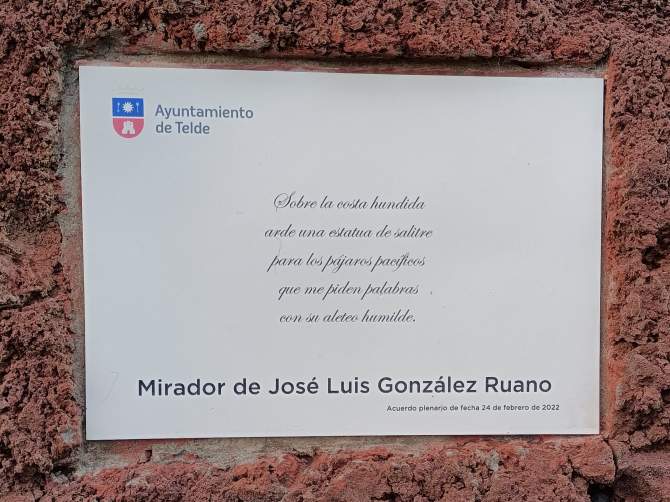 Ayuntamiento
de Telde
Sobre la costa hundida
arde una estatua de salitre
para los pájaros pacíficos
que me piden palabras
con su aleteo humilde.
Mirador de José Luis González Ruano
Acuerdo plenario de fecha 24 de febrero de 2022